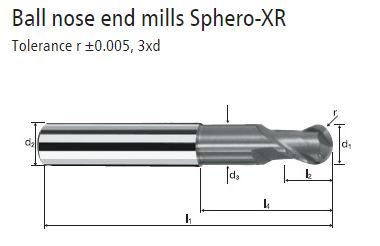 Ball nose end mills Sphero-XR
Tolerance r ±0.005, 3xd
r
d₂
d₁
d₃
l₂
l₄
l₁